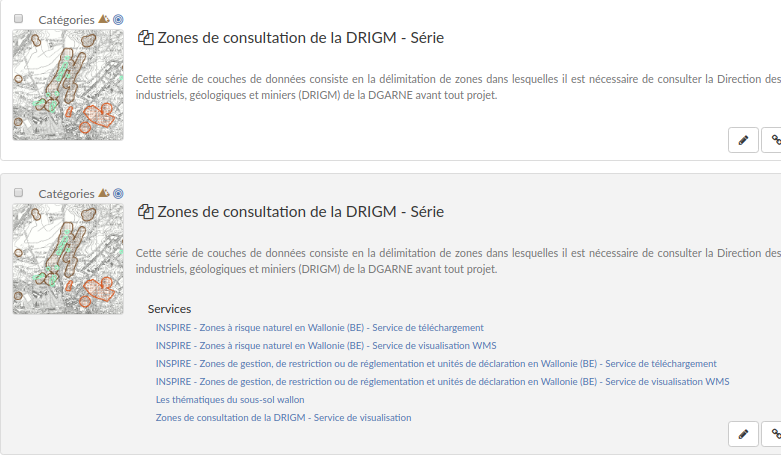 Catégories
Zones de consultation de la DRIGM - Série
Cette série de couches de données consiste en la délimitation de zones dans lesquelles il est nécessaire de consulter la Direction des
industriels, géologiques et miniers (DRIGM) de la DGARNE avant tout projet.
Catégories
Zones de consultation de la DRIGM - Série
Cette série de couches de données consiste en la délimitation de zones dans lesquelles il est nécessaire de consulter la Direction des
industriels, géologiques et miniers (DRIGM) de la DGARNE avant tout projet.
Services
INSPIRE - Zones à risque naturel en Wallonie (BE) - Service de téléchargement
INSPIRE - Zones à risque naturel en Wallonie (BE) - Service de visualisation WMS
INSPIRE - Zones de gestion, de restriction ou de réglementation et unités de déclaration en Wallonie (BE) - Service de téléchargement
INSPIRE - Zones de gestion, de restriction ou de réglementation et unités de déclaration en Wallonie (BE) - Service de visualisation WMS
Les thématiques du sous-sol wallon
Zones de consultation de la DRIGM - Service de visualisation